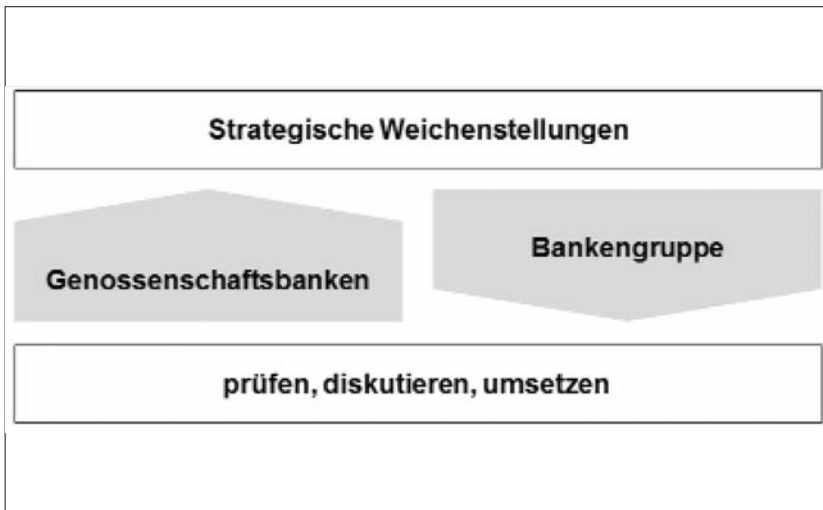 Strategische Weichenstellungen
Genossenschaftsbanken
Bankengruppe
prüfen, diskutieren, umsetzen